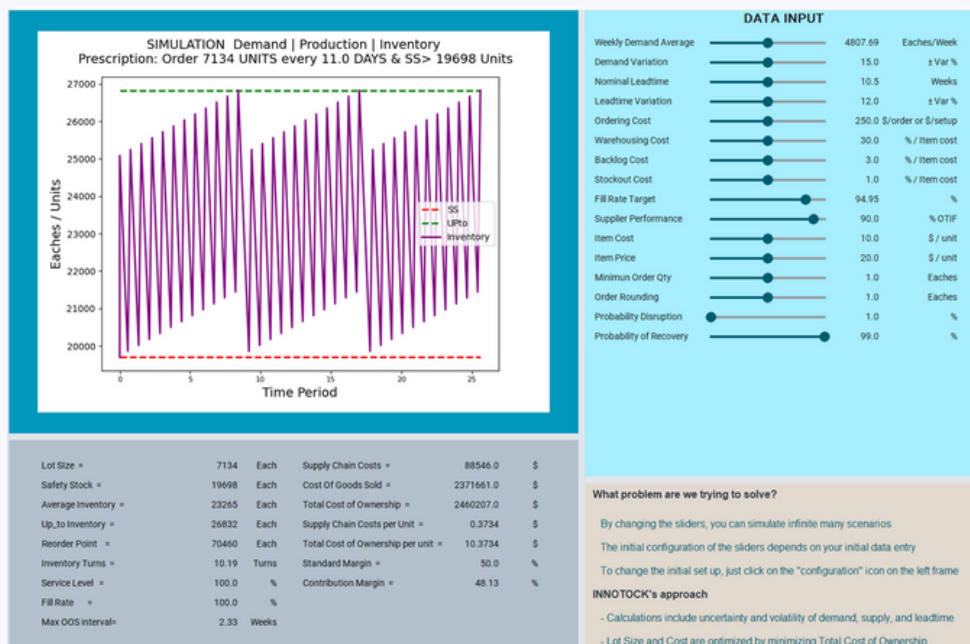 SIMULATION Demand | Production | Inventory
Prescription: Order 7134 UNITS every 11.0 DAYS & SS> 19698 Units
27000
26000
25000
24000
23000
22000
21000
20000
Eaches / Units
SS
UPto
Inventory
0 5 10 15 20 25
Time Period
DATA INPUT
Weekly Demand Average 4807.69 Eaches/Week
Demand Variation 15.0 ± Var %
Nominal Leadtime 10.5 Weeks
Leadtime Variation 12.0 ± Var %
Ordering Cost 250.0 $/order or $/setup
Warehousing Cost 30.0 % / Item cost
Backlog Cost 3.0 % / Item cost
Stockout Cost 1.0 % / Item cost
Fill Rate Target 94.95 %
Supplier Performance 90.0 % OTIF
Item Cost 10.0 $ / unit
Item Price 20.0 $ / unit
Minimun Order Qty 1.0 Eaches
Order Rounding 1.0 Eaches
Probability Disruption 1.0 %
Probability of Recovery 99.0 %
Lot Size = 7134 Each
Safety Stock = 19698 Each
Average Inventory = 23265 Each
Up_to Inventory = 26832 Each
Reorder Point = 70460 Each
Inventory Turns = 10.19 Turns
Service Level = 100.0 %
Fill Rate = 100.0 %
Max OOS interval= 2.33 Weeks
Supply Chain Costs = 88546.0 $
Cost Of Goods Sold = 2371661.0 $
Total Cost of Ownership = 2460207.0 $
Supply Chain Costs per Unit = 0.3734 $
Total Cost of Ownership per unit = 10.3734 $
Standard Margin = 50.0 %
Contribution Margin = 48.13 %
What problem are we trying to solve?
By changing the sliders, you can simulate infinite many scenarios
The initial configuration of the sliders depends on your initial data entry
To change the initial set up, just click on the "configuration" icon on the left frame
INNOTOCK's approach
- Calculations include uncertainty and volatility of demand, supply, and leadtime
- Lot Size and Cost are optimized by minimizing Total Cost of Ownership